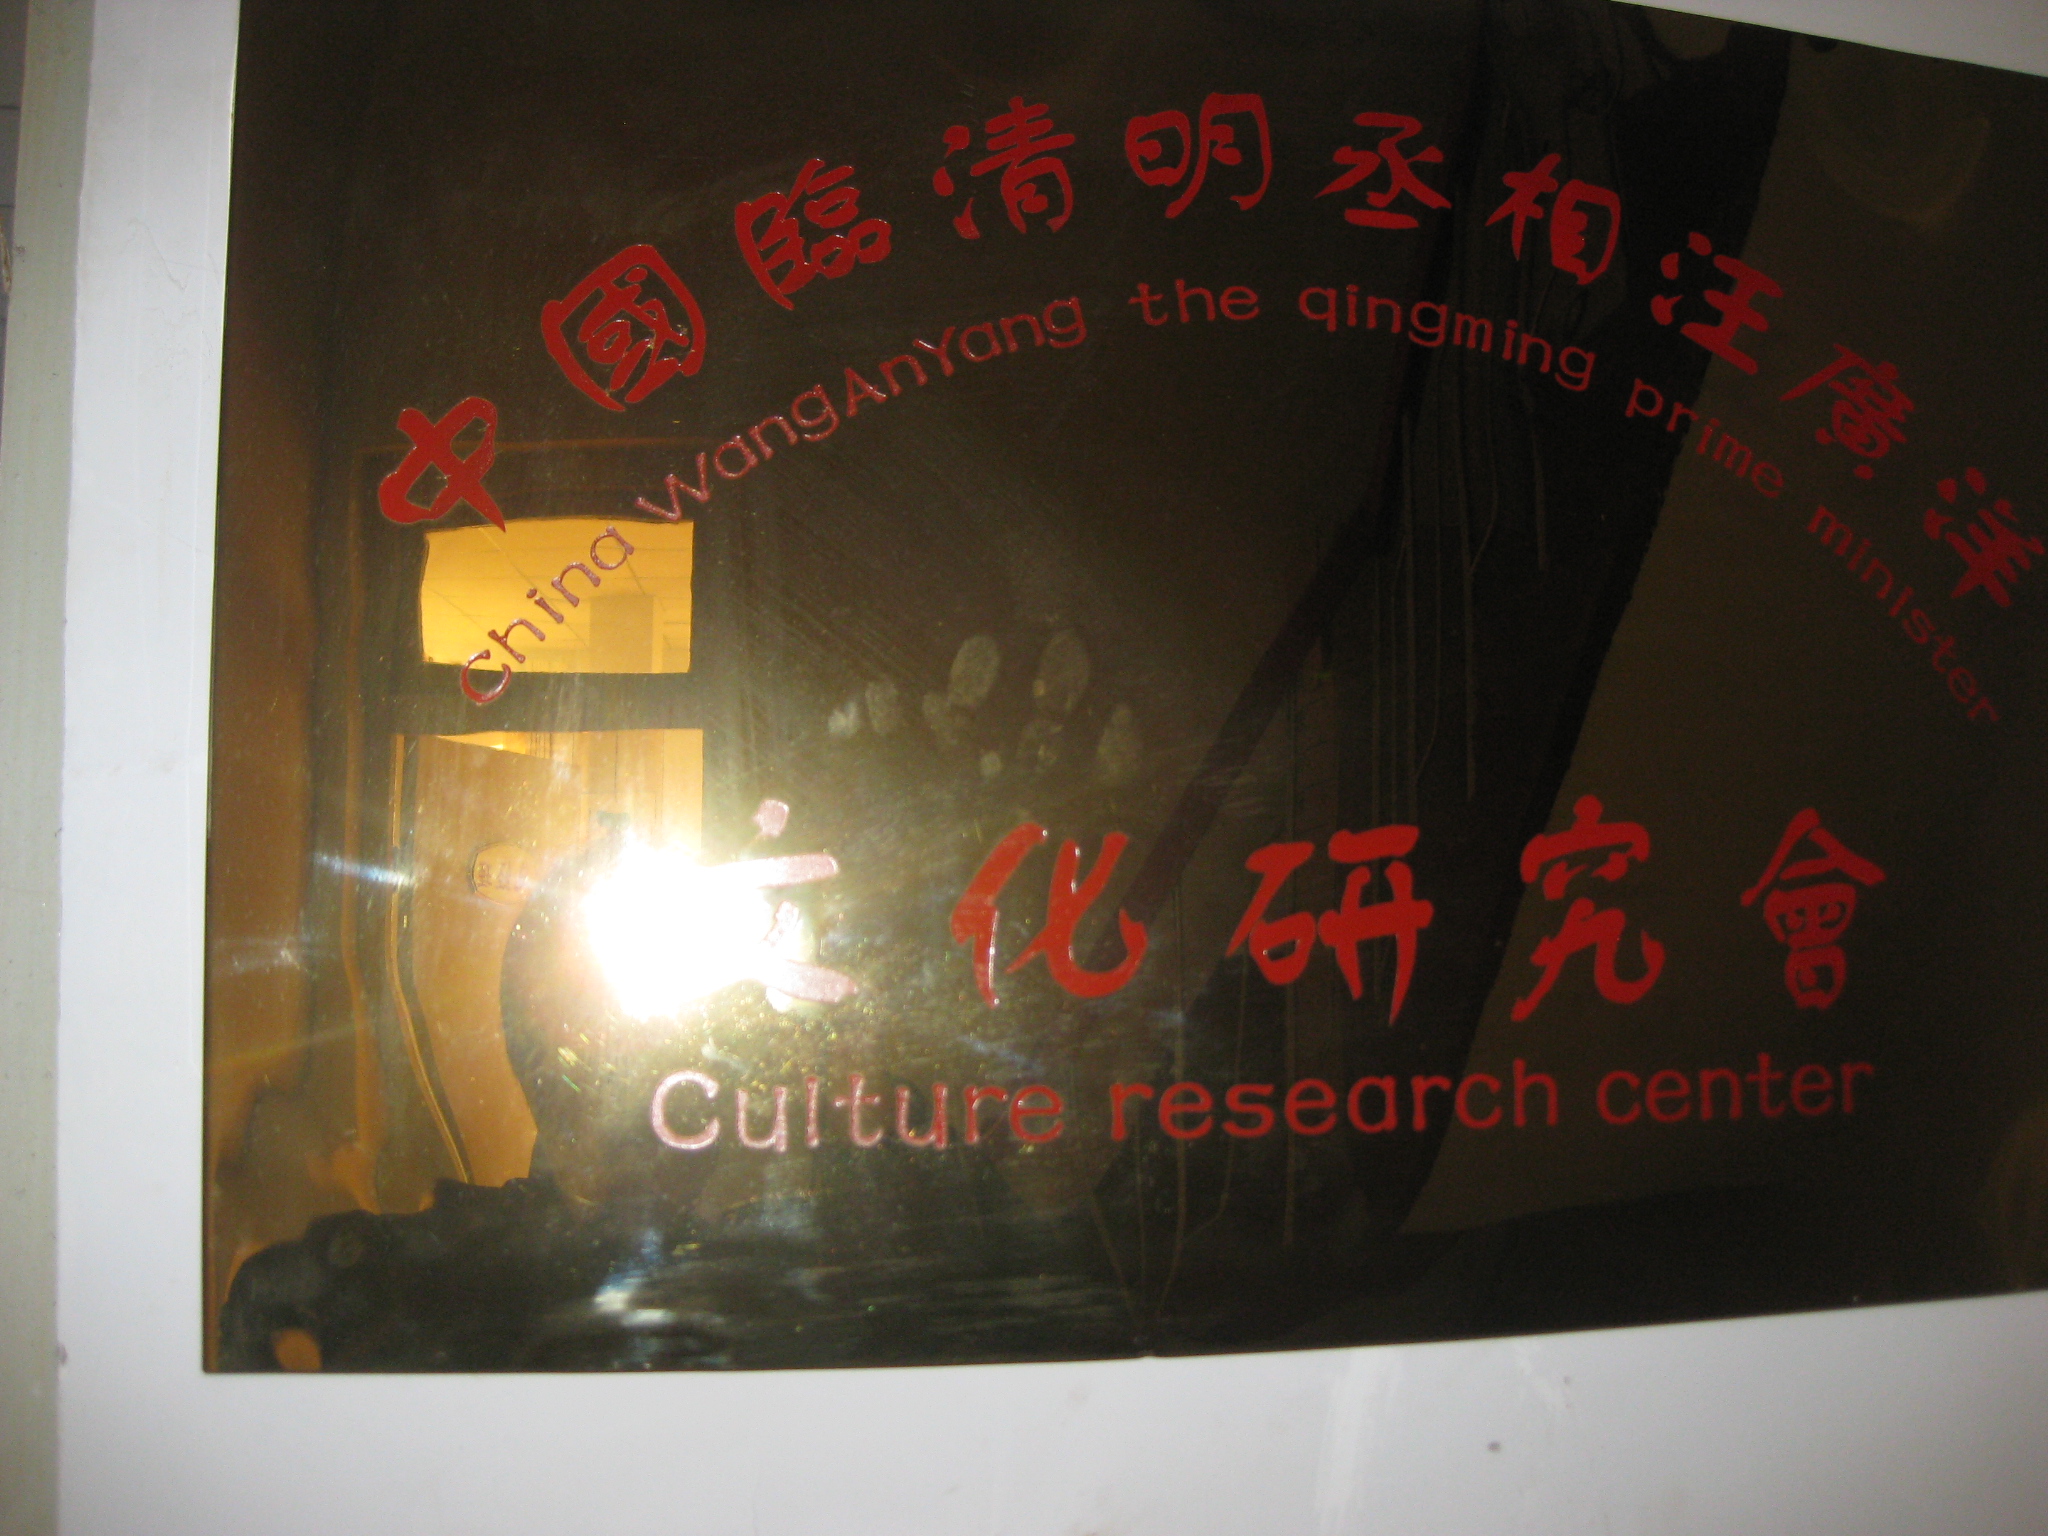 中國臨清明丞相汪廣洋
China WangAnYang the qingming prime minister
文化研究會
Culture research center